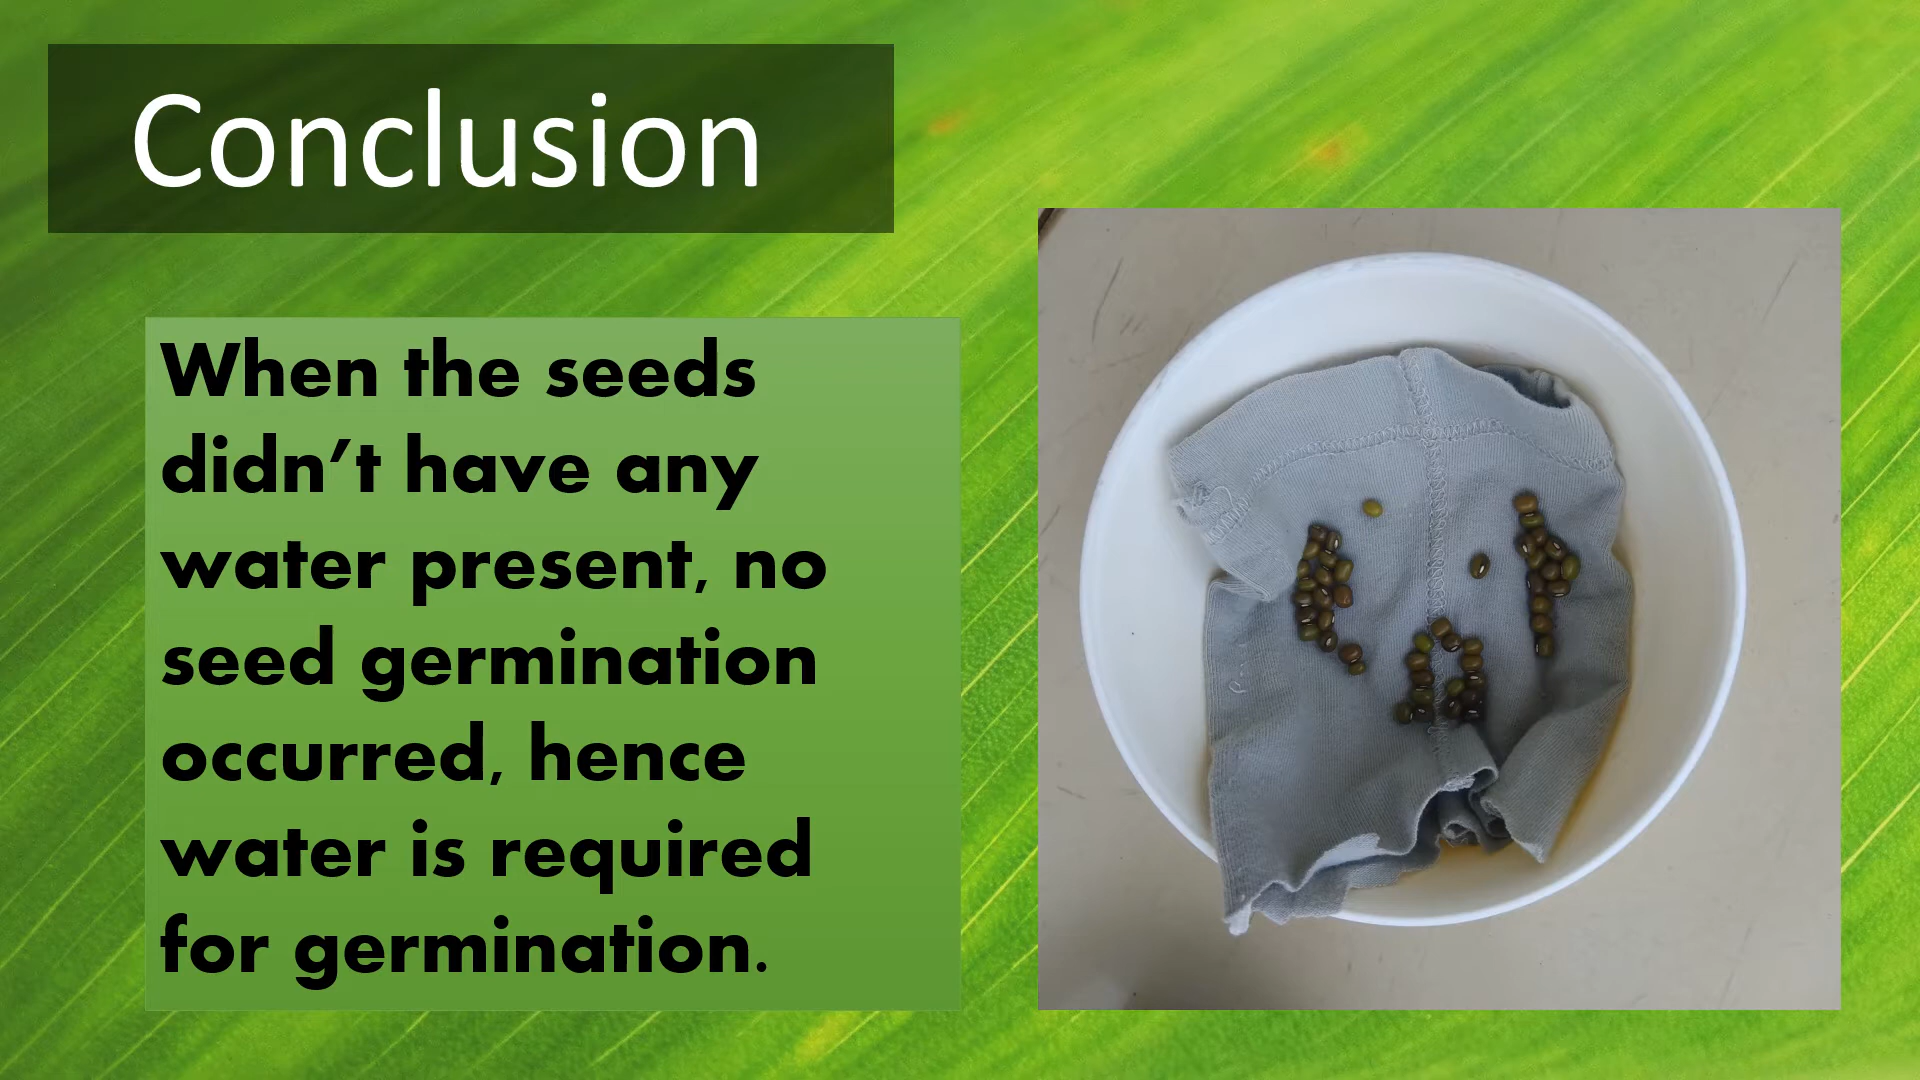 Conclusion
When the seeds
didn’t have any
water present, no
seed germination
occurred, hence
water is required
for germination.